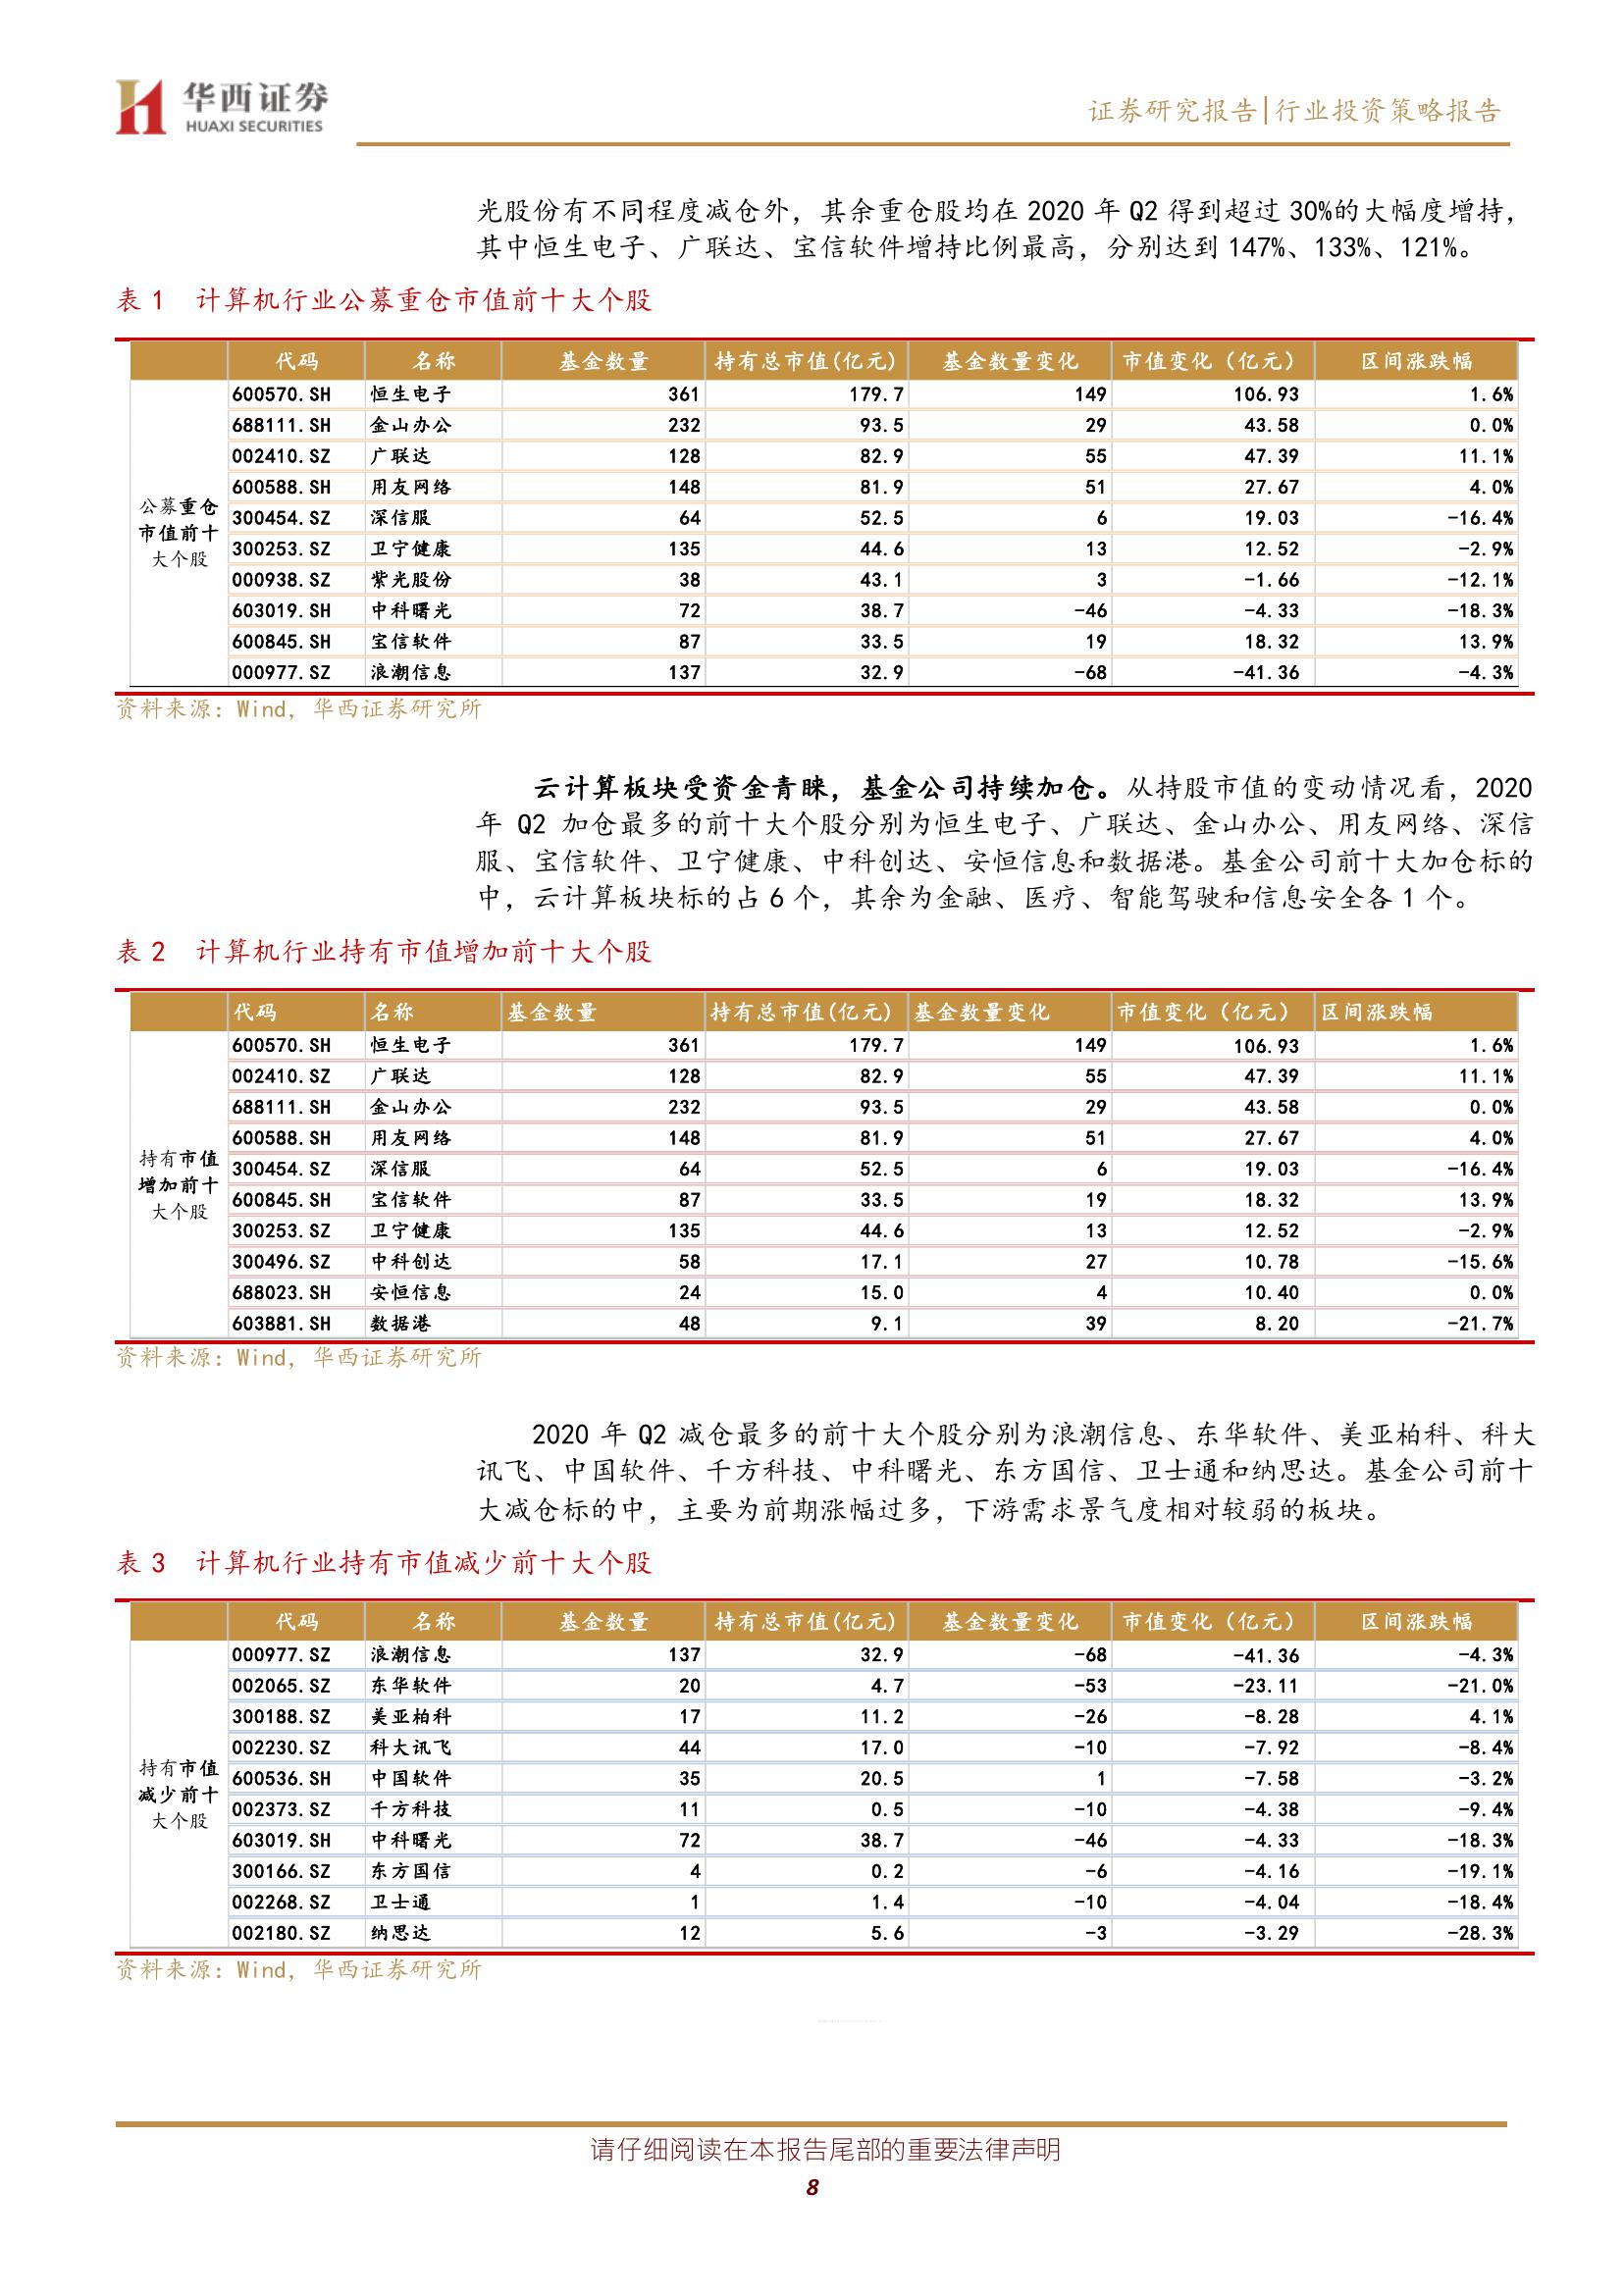 华西证券
HUAXI SECURITIES
证券研究报告|行业投资策略报告
光股份有不同程度减仓外，其余重仓股均在 2020 年 Q2 得到超过 30%的大幅度增持，
其中恒生电子、广联达、宝信软件增持比例最高，分别达到 147%、133%、121%。
表 1 计算机行业公募重仓市值前十大个股
代码 名称 基金数量 持有总市值(亿元) 基金数量变化 市值变化（亿元） 区间涨跌幅
公募重仓
市值前十
大个股
600570.SH 恒生电子 361 179.7 149 106.93 1.6%
688111.SH 金山办公 232 93.5 29 43.58 0.0%
002410.SZ 广联达 128 82.9 55 47.39 11.1%
600588.SH 用友网络 148 81.9 51 27.67 4.0%
300454.SZ 深信服 64 52.5 6 19.03 -16.4%
300253.SZ 卫宁健康 135 44.6 13 12.52 -2.9%
000938.SZ 紫光股份 38 43.1 3 -1.66 -12.1%
603019.SH 中科曙光 72 38.7 -46 -4.33 -18.3%
600845.SH 宝信软件 87 33.5 19 18.32 13.9%
000977.SZ 浪潮信息 137 32.9 -68 -41.36 -4.3%
资料来源：Wind，华西证券研究所
云计算板块受资金青睐，基金公司持续加仓。从持股市值的变动情况看，2020
年 Q2 加仓最多的前十大个股分别为恒生电子、广联达、金山办公、用友网络、深信
服、宝信软件、卫宁健康、中科创达、安恒信息和数据港。基金公司前十大加仓标的
中，云计算板块标的占 6 个，其余为金融、医疗、智能驾驶和信息安全各 1 个。
表 2 计算机行业持有市值增加前十大个股
代码 名称 基金数量 持有总市值(亿元) 基金数量变化 市值变化（亿元） 区间涨跌幅
持有市值
增加前十
大个股
600570.SH 恒生电子 361 179.7 149 106.93 1.6%
002410.SZ 广联达 128 82.9 55 47.39 11.1%
688111.SH 金山办公 232 93.5 29 43.58 0.0%
600588.SH 用友网络 148 81.9 51 27.67 4.0%
300454.SZ 深信服 64 52.5 6 19.03 -16.4%
600845.SH 宝信软件 87 33.5 19 18.32 13.9%
300253.SZ 卫宁健康 135 44.6 13 12.52 -2.9%
300496.SZ 中科创达 58 17.1 27 10.78 -15.6%
688023.SH 安恒信息 24 15.0 4 10.40 0.0%
603881.SH 数据港 48 9.1 39 8.20 -21.7%
资料来源：Wind，华西证券研究所
2020 年 Q2 减仓最多的前十大个股分别为浪潮信息、东华软件、美亚柏科、科大
讯飞、中国软件、千方科技、中科曙光、东方国信、卫士通和纳思达。基金公司前十
大减仓标的中，主要为前期涨幅过多，下游需求景气度相对较弱的板块。
表 3 计算机行业持有市值减少前十大个股
代码 名称 基金数量 持有总市值(亿元) 基金数量变化 市值变化（亿元） 区间涨跌幅
持有市值
减少前十
大个股
000977.SZ 浪潮信息 137 32.9 -68 -41.36 -4.3%
002065.SZ 东华软件 20 4.7 -53 -23.11 -21.0%
300188.SZ 美亚柏科 17 11.2 -26 -8.28 4.1%
002230.SZ 科大讯飞 44 17.0 -10 -7.92 -8.4%
600536.SH 中国软件 35 20.5 1 -7.58 -3.2%
002373.SZ 千方科技 11 0.5 -10 -4.38 -9.4%
603019.SH 中科曙光 72 38.7 -46 -4.33 -18.3%
300166.SZ 东方国信 4 0.2 -6 -4.16 -19.1%
002268.SZ 卫士通 1 1.4 -10 -4.04 -18.4%
002180.SZ 纳思达 12 5.6 -3 -3.29 -28.3%
资料来源：Wind，华西证券研究所
请仔细阅读在本报告尾部的重要法律声明
8